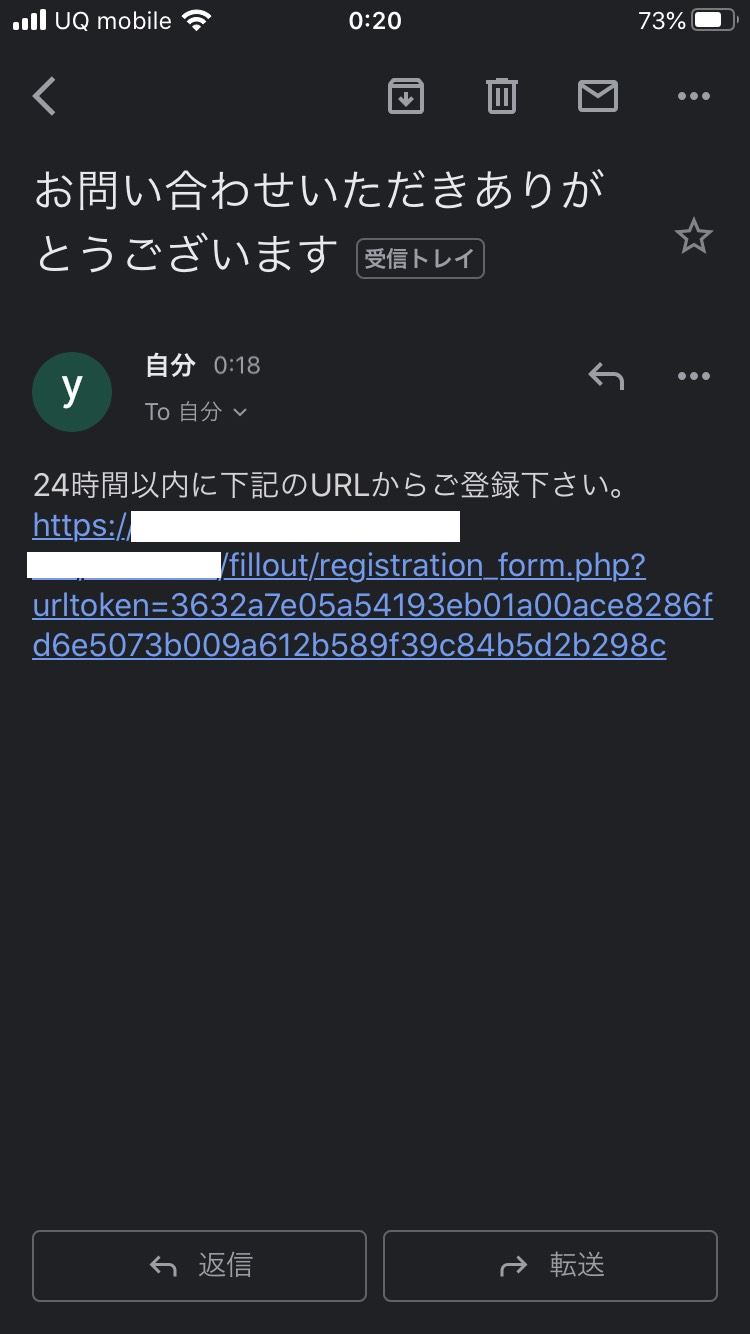 UQ mobile 0:20 73%
お問い合わせいただきありが
とうございます 受信トレイ
y
自分 0:18
To 自分
24時間以内に下記のURLからご登録下さい。
https://
/fillout/registration_form.php?
urltoken=3632a7e05a54193eb01a00ace8286f
d6e5073b009a612b589f39c84b5d2b298c
返信 転送